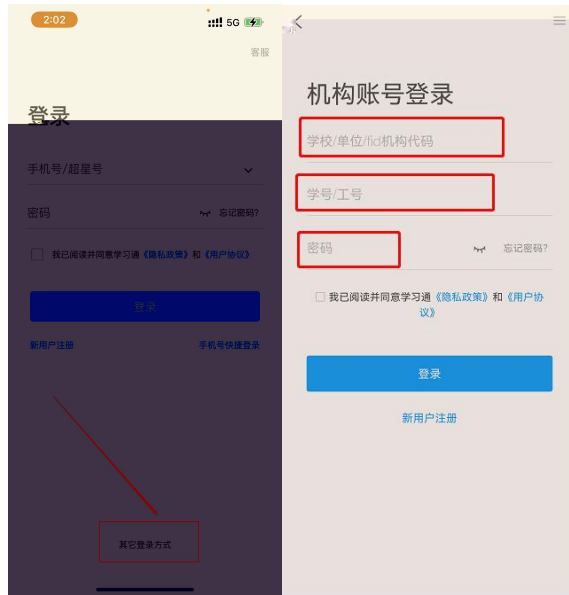 2:02
5G
客服
登录
手机号/超星号
密码
忘记密码?
我已阅读并同意学习通《隐私政策》和《用户协议》
登录
新用户注册
手机号快捷登录
其它登录方式
机构账号登录
学校/单位/fid机构代码
学号/工号
密码
忘记密码?
我已阅读并同意学习通《隐私政策》和《用户协
议》
登录
新用户注册